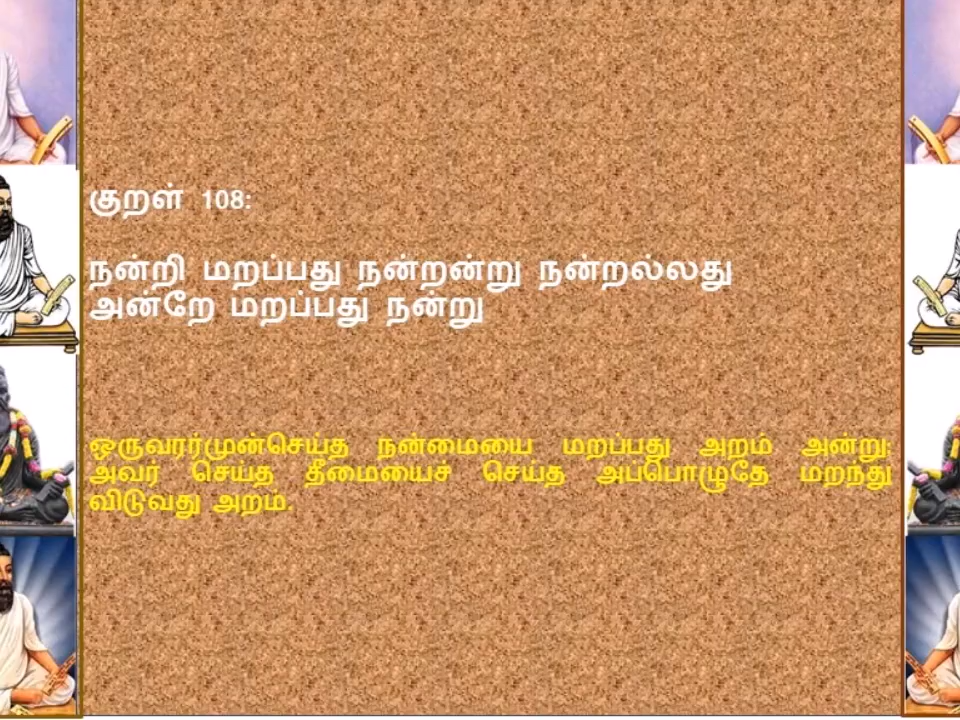 குறள் 108:
நன்றி மறப்பது நன்றன்று நன்றல்லது
அன்றே மறப்பது நன்று
ஒருவரர்முன்செய்த நன்மையை மறப்பது அறம் அன்று;
அவர் செய்த தீமையைச் செய்த அப்பொழுதே மறந்து
விடுவது அறம்.